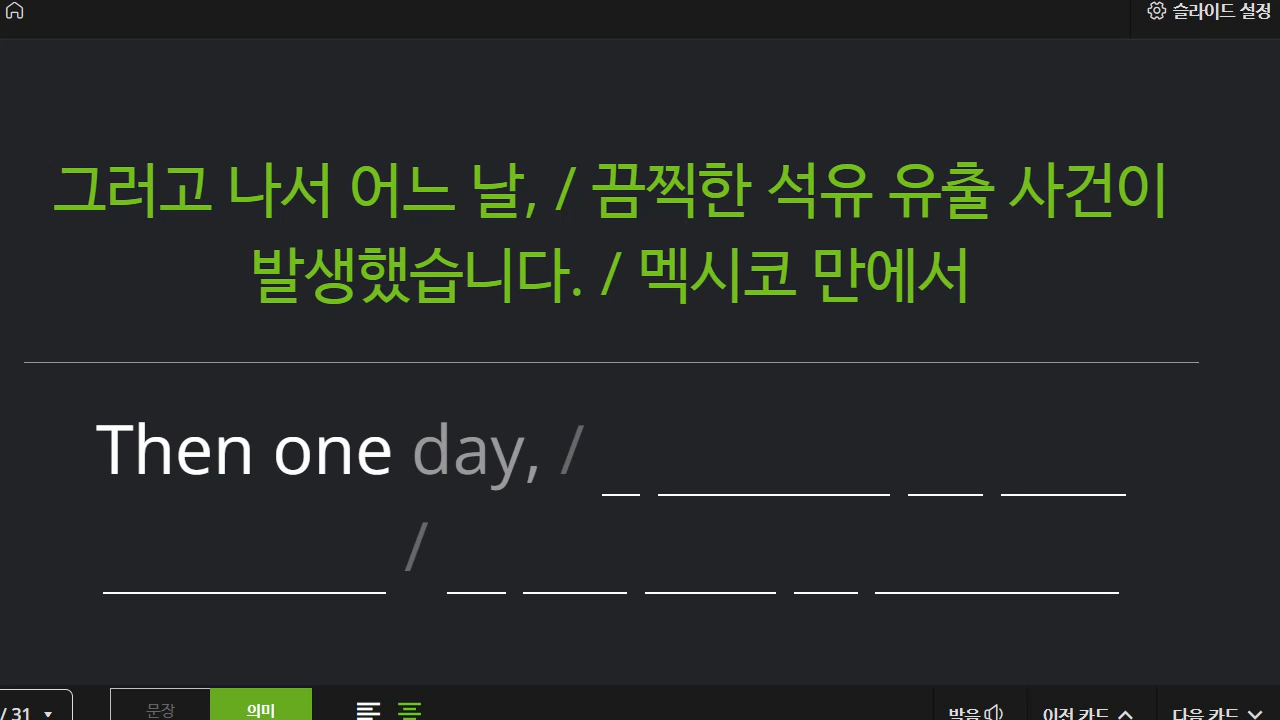 슬라이드 설정
그러고 나서 어느 날, / 끔찍한 석유 유출 사건이
발생했습니다. / 멕시코 만에서
Then one day, /
/
/ 31
문장
의미
발음
이전 카드
다음 카드